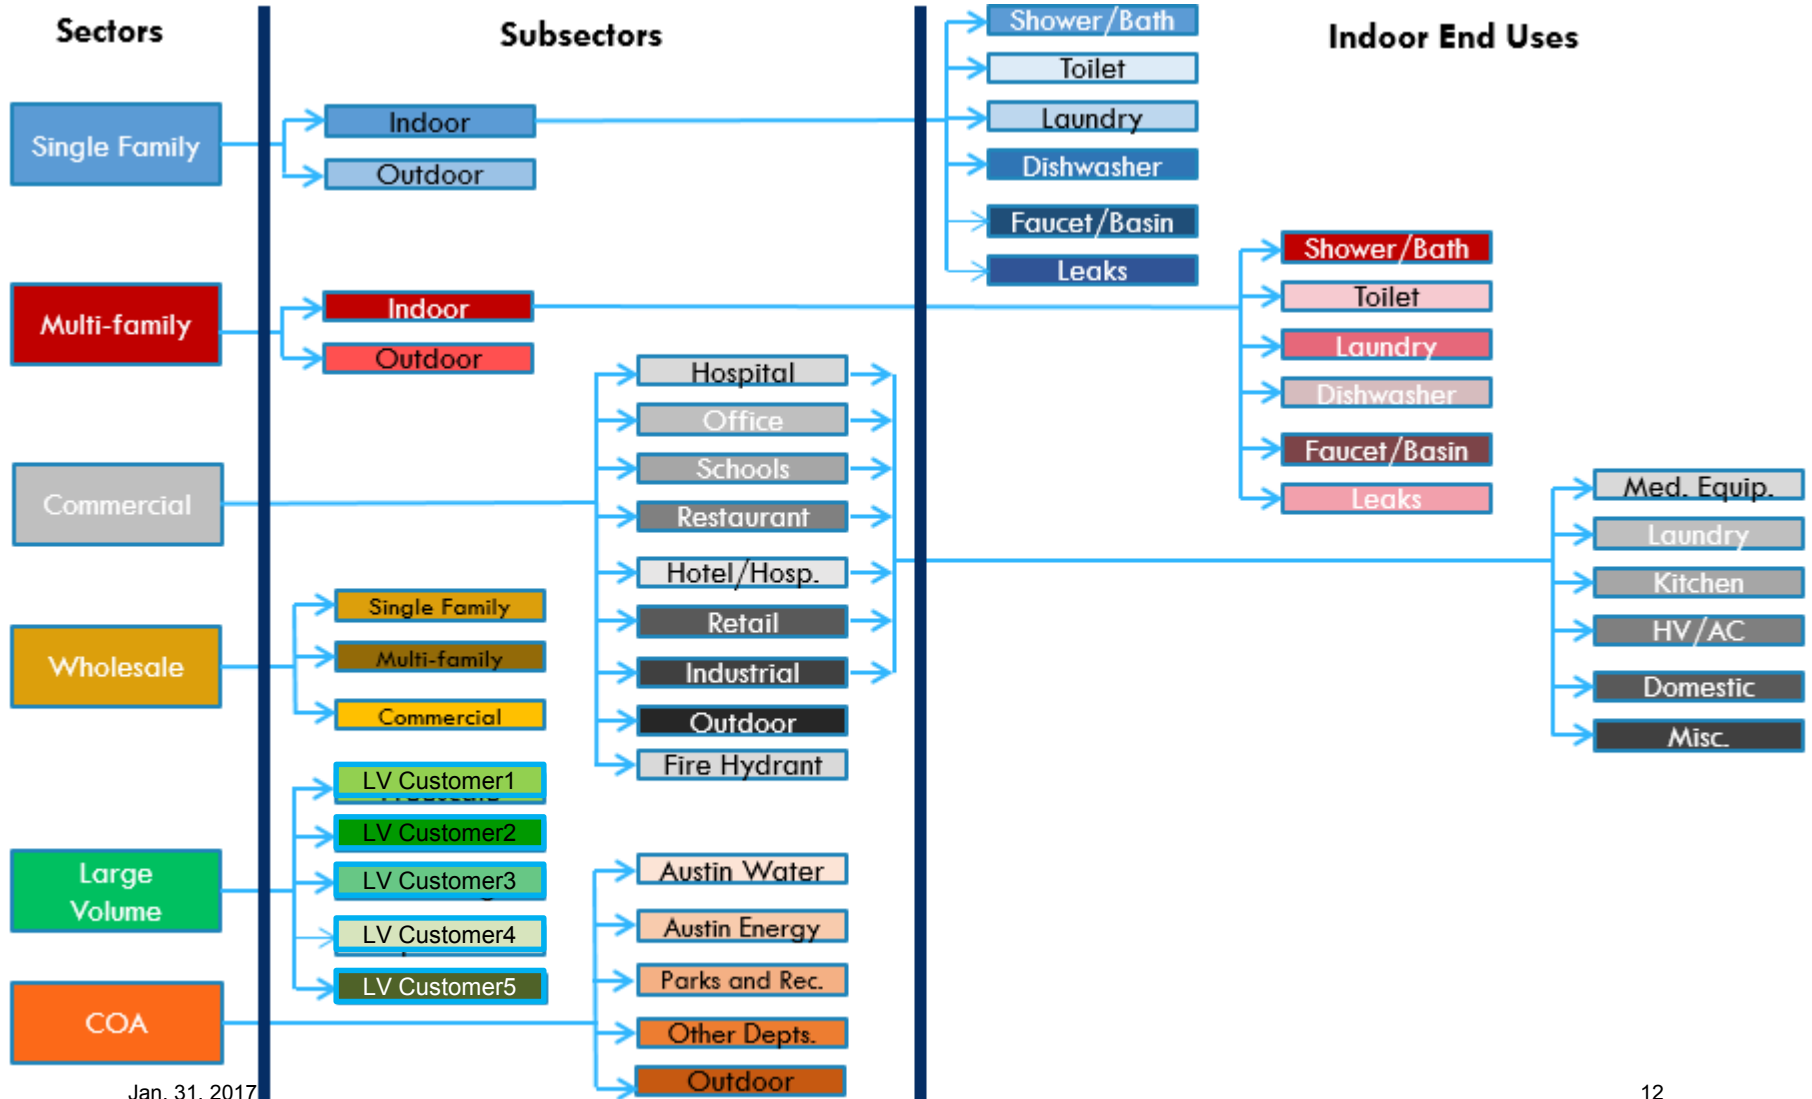 Sectors
Subsectors
Indoor End Uses
Single Family
Indoor
Outdoor
Shower/Bath
Toilet
Laundry
Dishwasher
Faucet/Basin
Leaks
Multi-family
Indoor
Outdoor
Shower/Bath
Toilet
Laundry
Dishwasher
Faucet/Basin
Leaks
Commercial
Hospital
Office
Schools
Restaurant
Hotel/Hosp.
Retail
Industrial
Outdoor
Fire Hydrant
Med. Equip.
Laundry
Kitchen
HV/AC
Domestic
Misc.
Wholesale
Single Family
Multi-family
Commercial
Large
Volume
LV Customer1
LV Customer2
LV Customer3
LV Customer4
LV Customer5
COA
Austin Water
Austin Energy
Parks and Rec.
Other Depts.
Outdoor
Jan. 31, 2017
12